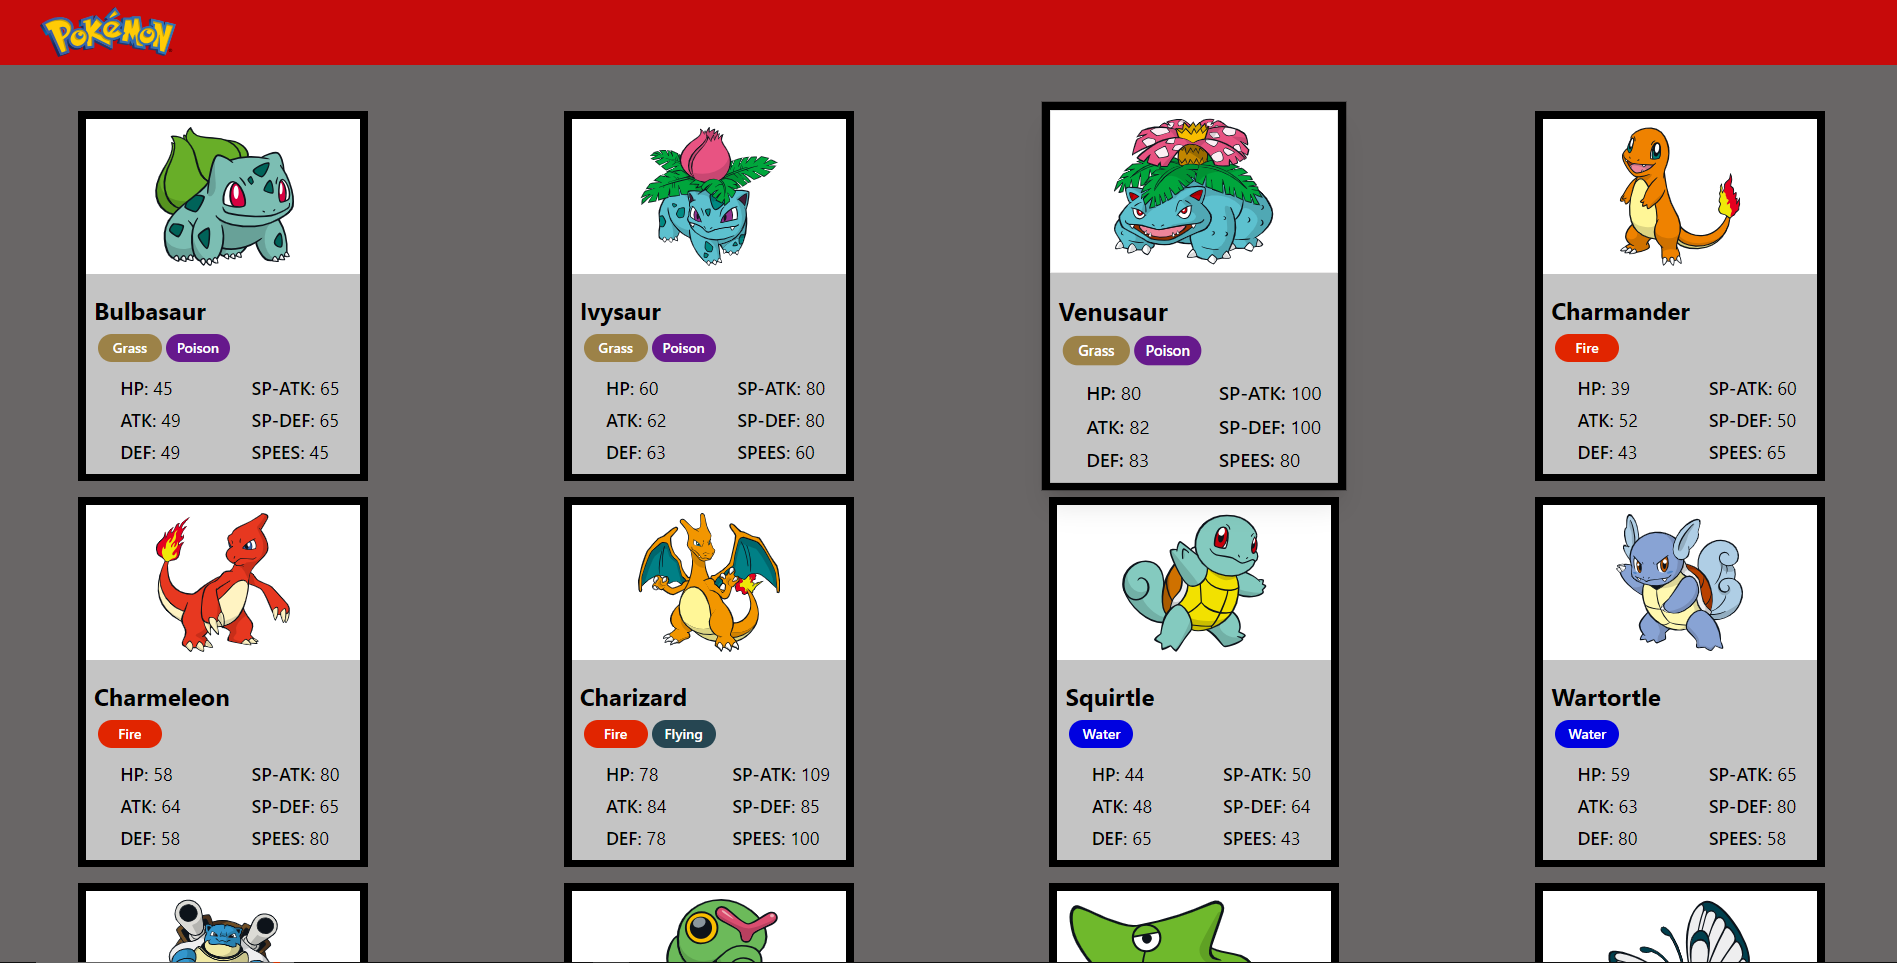 POKéMON
Bulbasaur
Grass Poison
HP: 45 SP-ATK: 65
ATK: 49 SP-DEF: 65
DEF: 49 SPEES: 45
Ivysaur
Grass Poison
HP: 60 SP-ATK: 80
ATK: 62 SP-DEF: 80
DEF: 63 SPEES: 60
Venusaur
Grass Poison
HP: 80 SP-ATK: 100
ATK: 82 SP-DEF: 100
DEF: 83 SPEES: 80
Charmander
Fire
HP: 39 SP-ATK: 60
ATK: 52 SP-DEF: 50
DEF: 43 SPEES: 65
Charmeleon
Fire
HP: 58 SP-ATK: 80
ATK: 64 SP-DEF: 65
DEF: 58 SPEES: 80
Charizard
Fire Flying
HP: 78 SP-ATK: 109
ATK: 84 SP-DEF: 85
DEF: 78 SPEES: 100
Squirtle
Water
HP: 44 SP-ATK: 50
ATK: 48 SP-DEF: 64
DEF: 65 SPEES: 43
Wartortle
Water
HP: 59 SP-ATK: 65
ATK: 63 SP-DEF: 80
DEF: 80 SPEES: 58